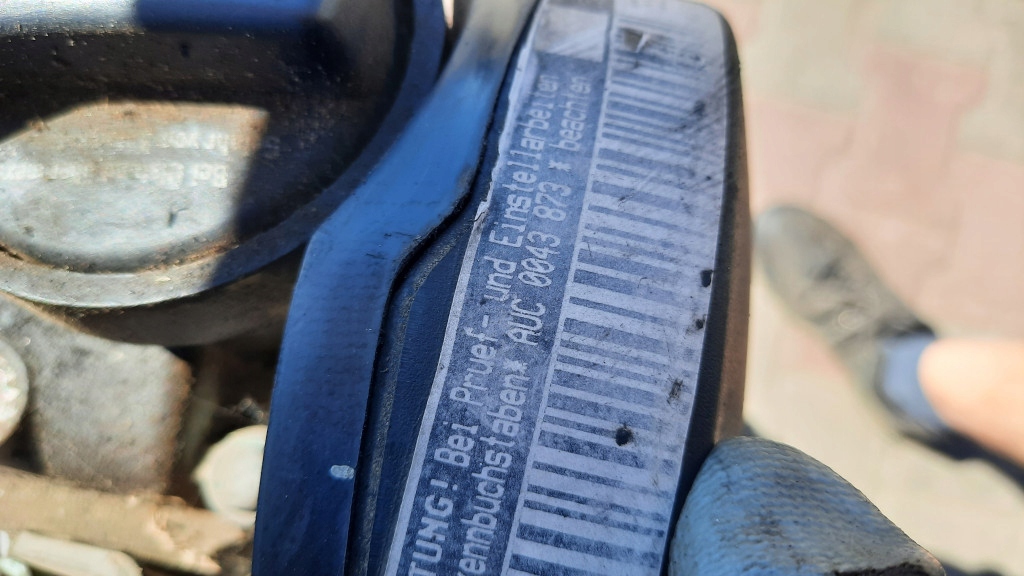 TUNG! Bei Pruef- und Einstellarbeiten
ennbuchstaben* AUC 0043 873 * beachten